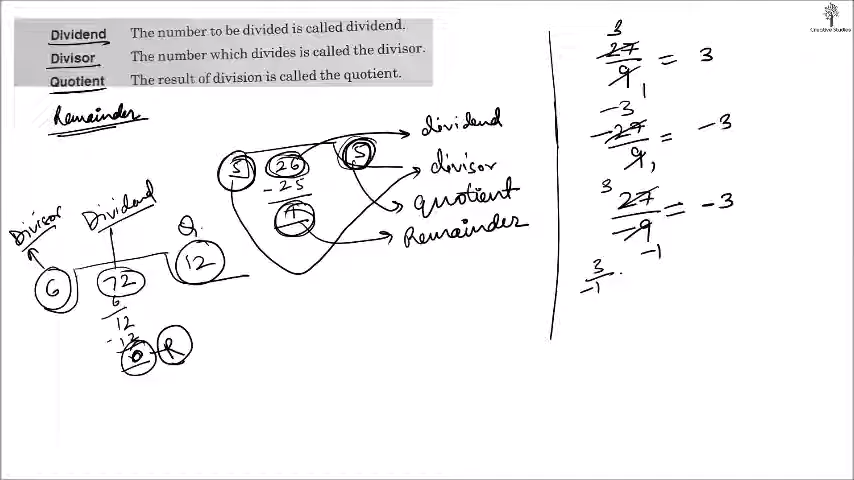 Dividend The number to be divided is called dividend.
Divisor The number which divides is called the divisor.
Quotient The result of division is called the quotient.
Remainder
Creative Studios
Divisor
Dividend
Q.
6 72 12
6
12
- 12
0 R
5 26 5
- 25
1
dividend
divisor
quotient
Remainder
3
27/9 = 3
1
-3
-27/9 = -3
1
3
27/-9 = -3
-1
3/-1